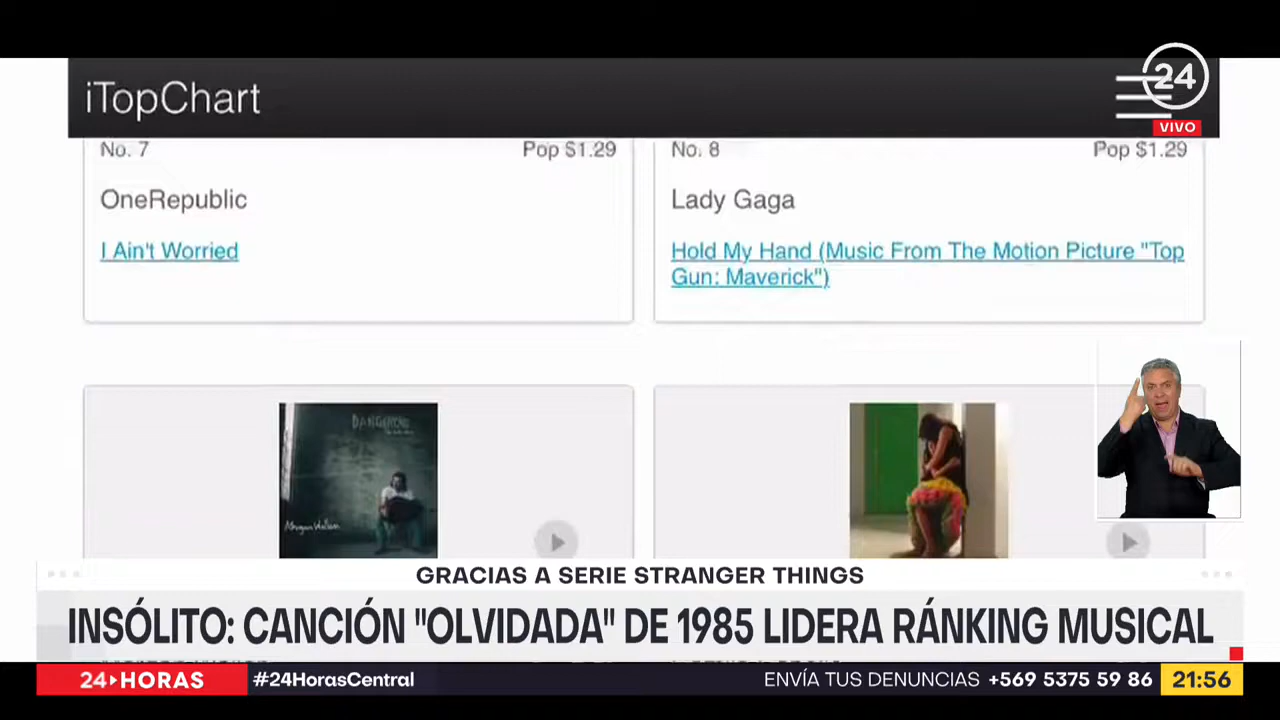 iTopChart
24
VIVO
No. 7
Pop $1.29
No. 8
Pop $1.29
OneRepublic
Lady Gaga
I Ain't Worried
Hold My Hand (Music From The Motion Picture "Top
Gun: Maverick")
DANGEROUS
Morgan Wallen
GRACIAS A SERIE STRANGER THINGS
INSÓLITO: CANCIÓN "OLVIDADA" DE 1985 LIDERA RÁNKING MUSICAL
24 HORAS
#24HorasCentral
ENVÍA TUS DENUNCIAS +569 5375 59 86
21:56